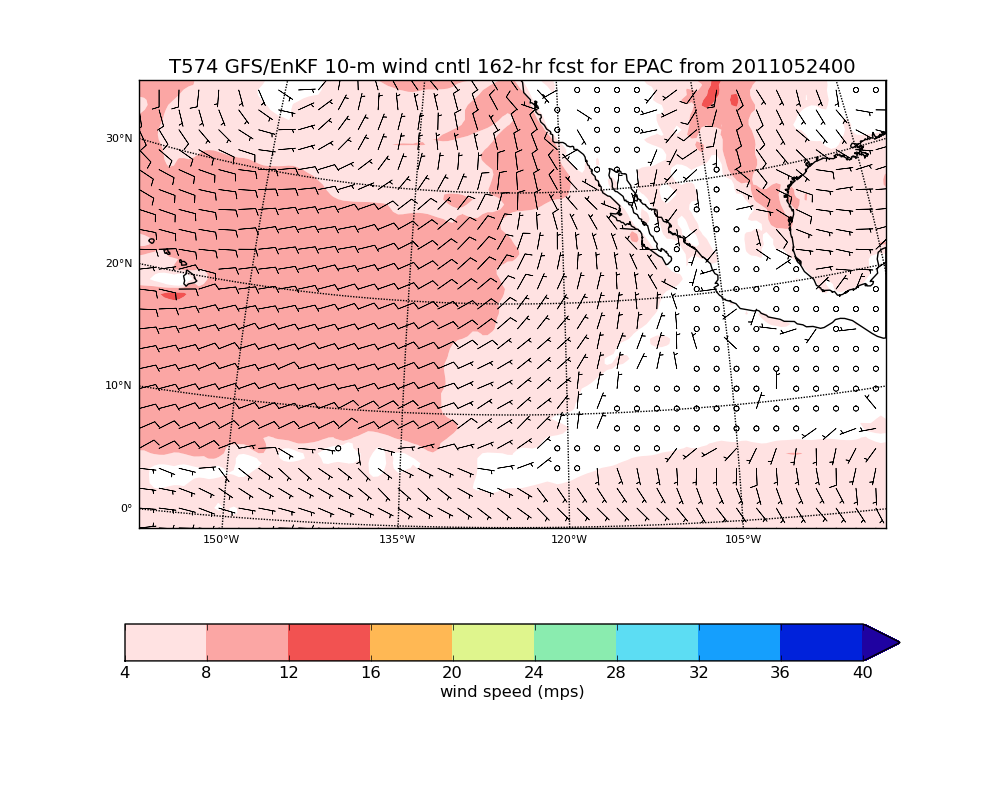 T574 GFS/EnKF 10-m wind cntl 162-hr fcst for EPAC from 2011052400
30°N
20°N
10°N
0°
150°W 135°W 120°W 105°W
4 8 12 16 20 24 28 32 36 40
wind speed (mps)